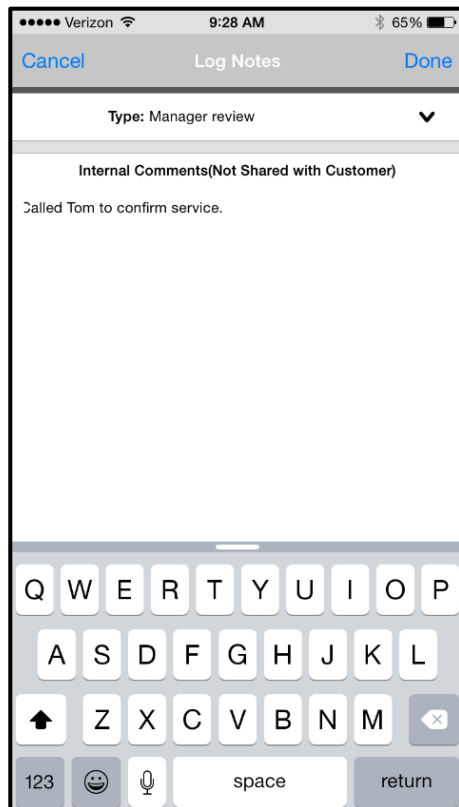 Verizon 9:28 AM 65%
Cancel Log Notes Done
Type: Manager review
Internal Comments(Not Shared with Customer)
Called Tom to confirm service.
Q W E R T Y U I O P
A S D F G H J K L
Z X C V B N M
123 space return